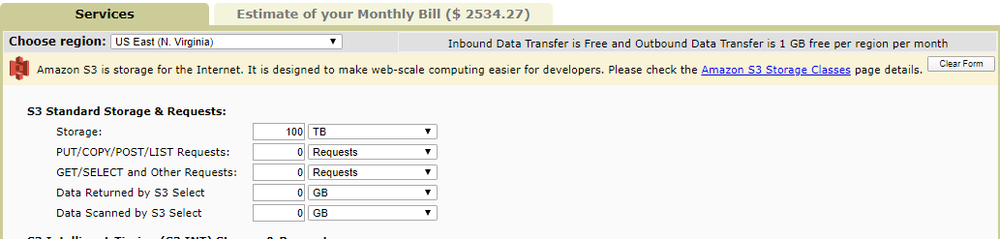 Services
Estimate of your Monthly Bill ($ 2534.27)
Choose region: US East (N. Virginia)
Inbound Data Transfer is Free and Outbound Data Transfer is 1 GB free per region per month
Amazon S3 is storage for the Internet. It is designed to make web-scale computing easier for developers. Please check the Amazon S3 Storage Classes page details.
Clear Form
S3 Standard Storage & Requests:
Storage: 100 TB
PUT/COPY/POST/LIST Requests: 0 Requests
GET/SELECT and Other Requests: 0 Requests
Data Returned by S3 Select 0 GB
Data Scanned by S3 Select 0 GB